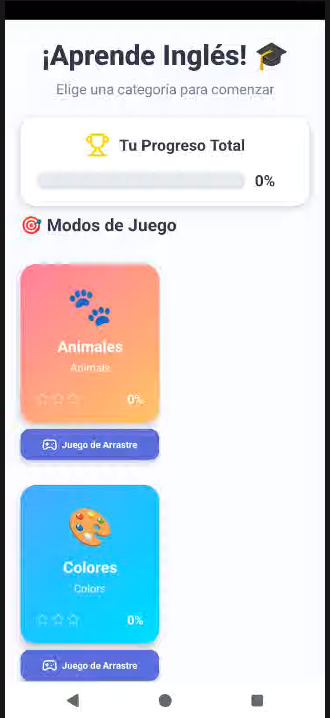 ¡Aprende Inglés! 🎓
Elige una categoría para comenzar
Tu Progreso Total
0%
🎯 Modos de Juego
Animales
Animals
0%
Juego de Arrastre
Colores
Colors
0%
Juego de Arrastre